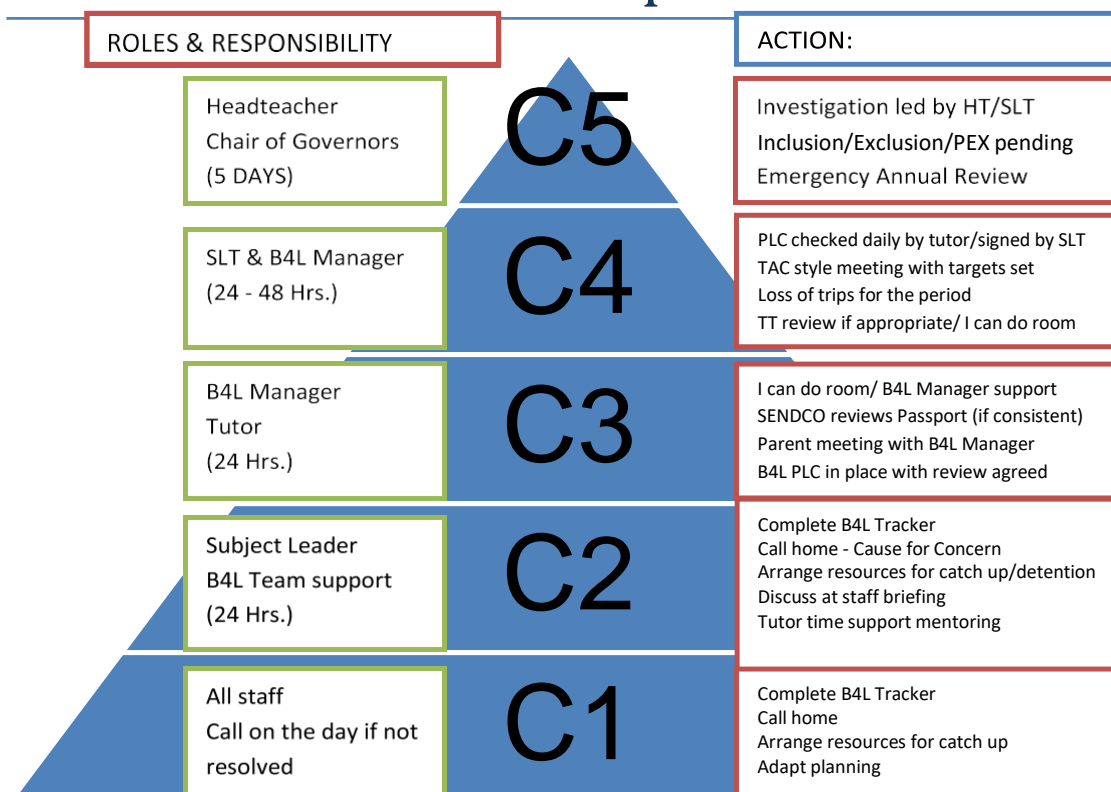 ROLES & RESPONSIBILITY
ACTION:
Headteacher
Chair of Governors
(5 DAYS)
C5
Investigation led by HT/SLT
Inclusion/Exclusion/PEX pending
Emergency Annual Review
SLT & B4L Manager
(24 - 48 Hrs.)
C4
PLC checked daily by tutor/signed by SLT
TAC style meeting with targets set
Loss of trips for the period
TT review if appropriate/ I can do room
B4L Manager
Tutor
(24 Hrs.)
C3
I can do room/ B4L Manager support
SENDCO reviews Passport (if consistent)
Parent meeting with B4L Manager
B4L PLC in place with review agreed
Subject Leader
B4L Team support
(24 Hrs.)
C2
Complete B4L Tracker
Call home - Cause for Concern
Arrange resources for catch up/detention
Discuss at staff briefing
Tutor time support mentoring
All staff
Call on the day if not
resolved
C1
Complete B4L Tracker
Call home
Arrange resources for catch up
Adapt planning